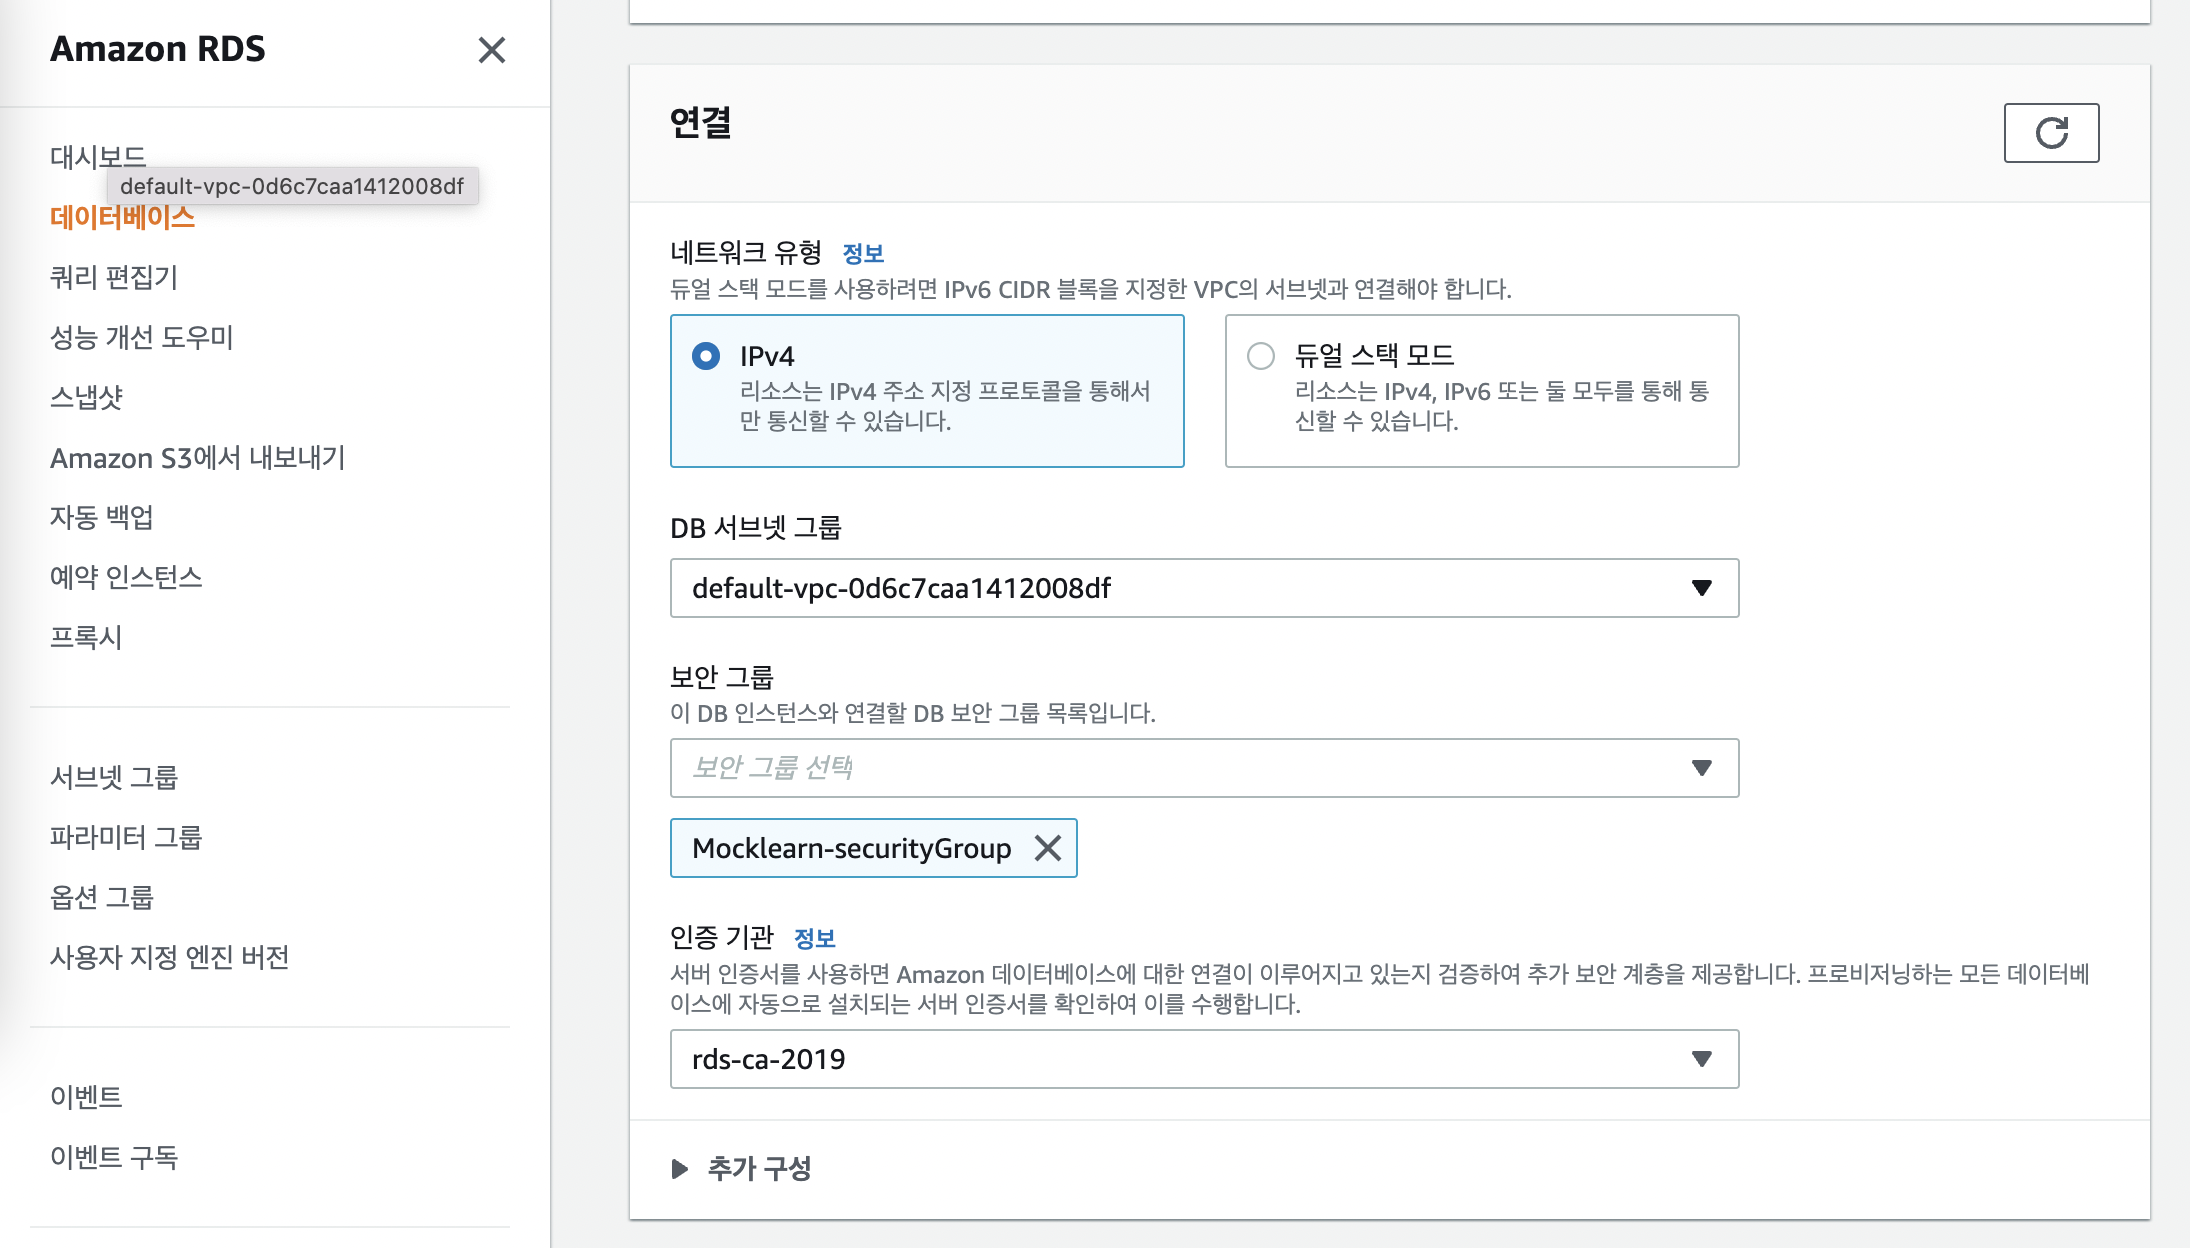 Amazon RDS
대시보드
default-vpc-0d6c7caa1412008df
데이터베이스
쿼리 편집기
성능 개선 도우미
스냅샷
Amazon S3에서 내보내기
자동 백업
예약 인스턴스
프록시
서브넷 그룹
파라미터 그룹
옵션 그룹
사용자 지정 엔진 버전
이벤트
이벤트 구독
연결
네트워크 유형 정보
듀얼 스택 모드를 사용하려면 IPv6 CIDR 블록을 지정한 VPC의 서브넷과 연결해야 합니다.
IPv4
리소스는 IPv4 주소 지정 프로토콜을 통해서
만 통신할 수 있습니다.
듀얼 스택 모드
리소스는 IPv4, IPv6 또는 둘 모두를 통해 통
신할 수 있습니다.
DB 서브넷 그룹
default-vpc-0d6c7caa1412008df
보안 그룹
이 DB 인스턴스와 연결할 DB 보안 그룹 목록입니다.
보안 그룹 선택
Mocklearn-securityGroup
인증 기관 정보
서버 인증서를 사용하면 Amazon 데이터베이스에 대한 연결이 이루어지고 있는지 검증하여 추가 보안 계층을 제공합니다. 프로비저닝하는 모든 데이터베
이스에 자동으로 설치되는 서버 인증서를 확인하여 이를 수행합니다.
rds-ca-2019
추가 구성